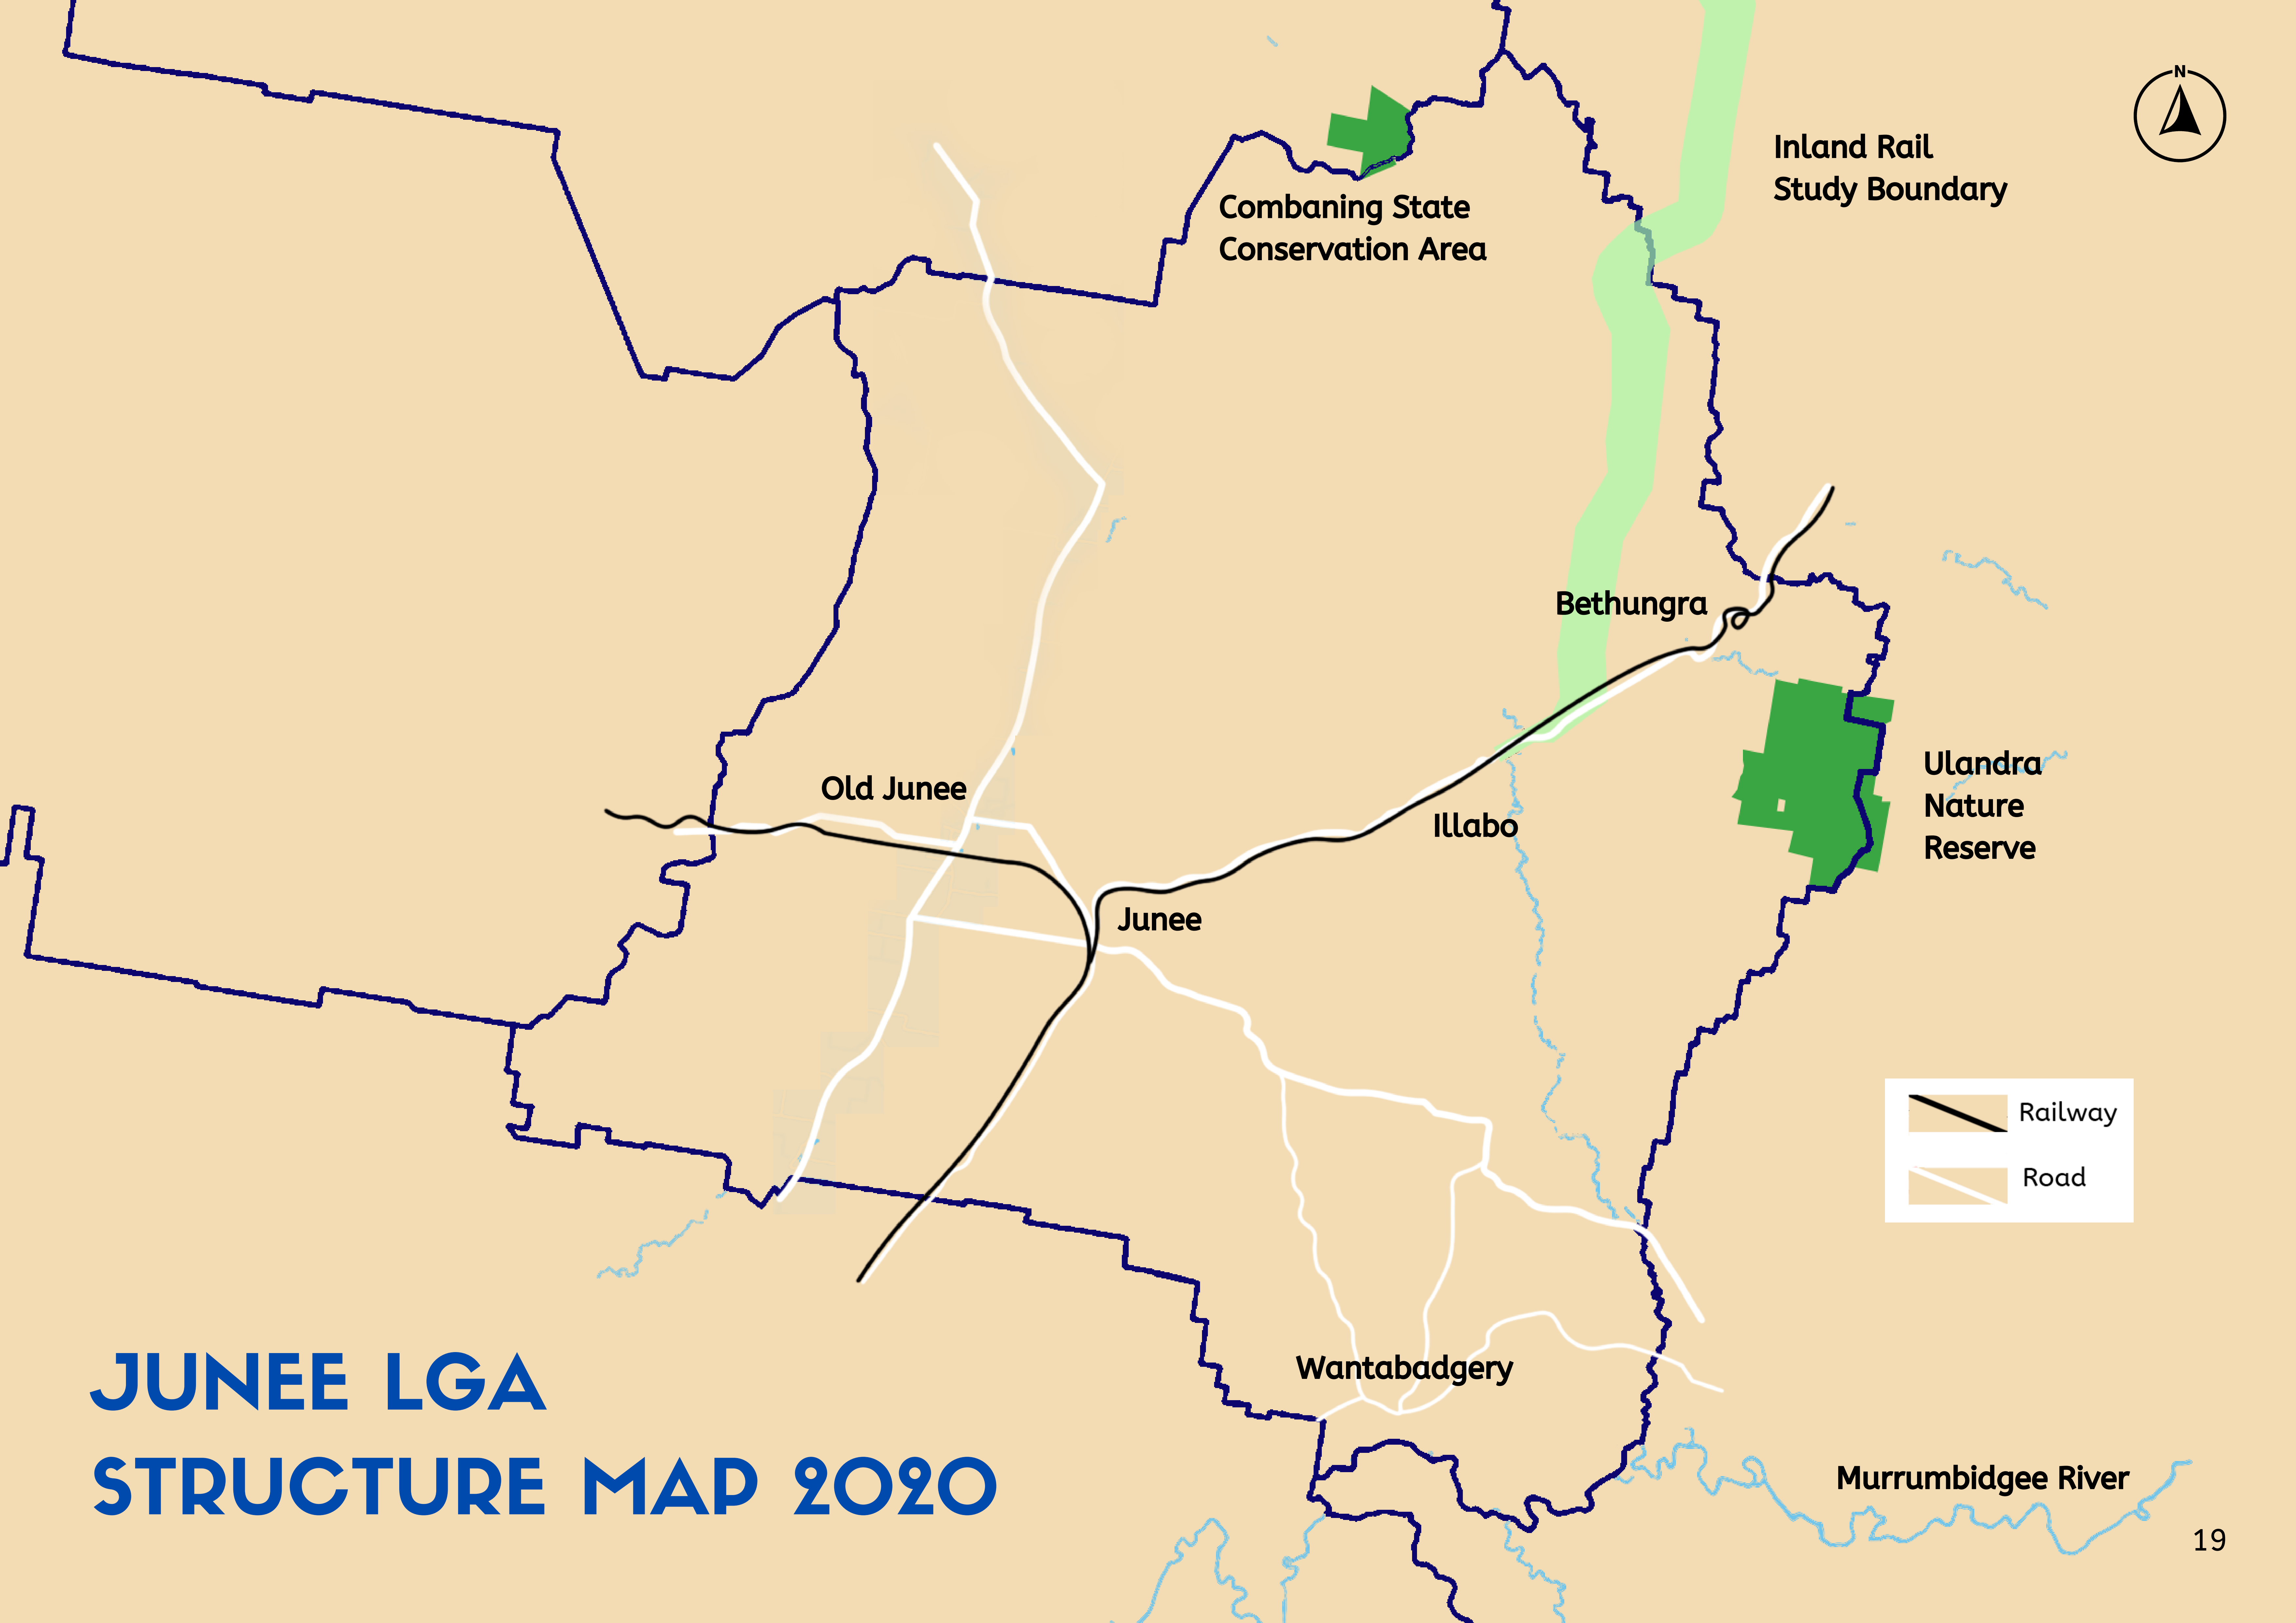 N
Inland Rail
Study Boundary
Combaning State
Conservation Area
Bethungra
Ulandra
Nature
Reserve
Old Junee
Illabo
Junee
Railway
Road
Wantabadgery
JUNEE LGA
STRUCTURE MAP 2020
Murrumbidgee River
19